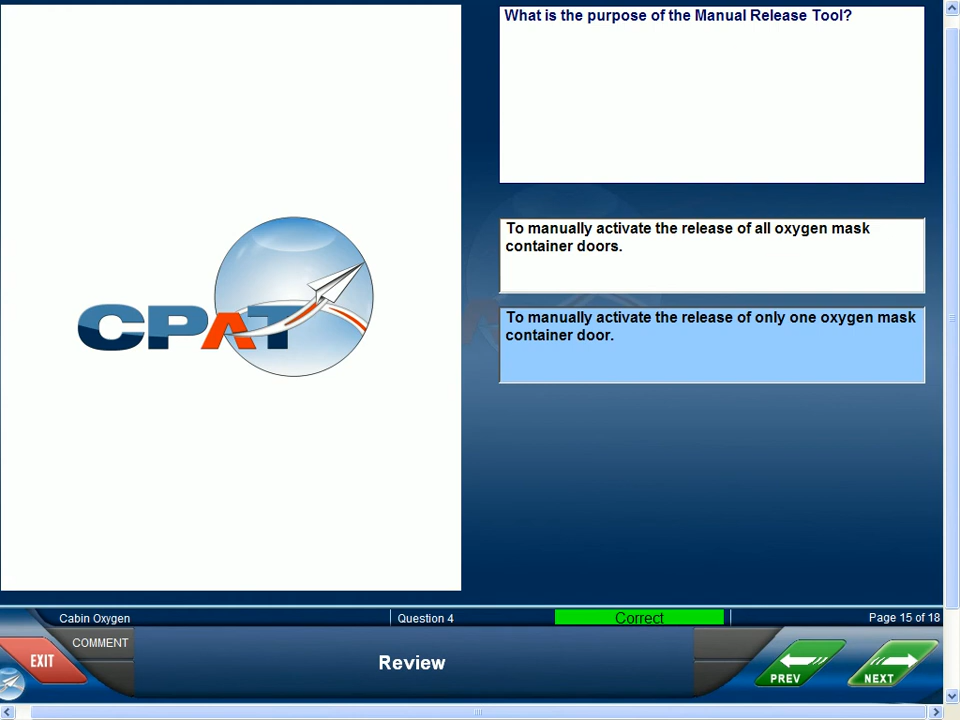 What is the purpose of the Manual Release Tool?
To manually activate the release of all oxygen mask
container doors.
To manually activate the release of only one oxygen mask
container door.
CPAT
Cabin Oxygen
Question 4
Correct
Page 15 of 18
EXIT
COMMENT
Review
PREV
NEXT